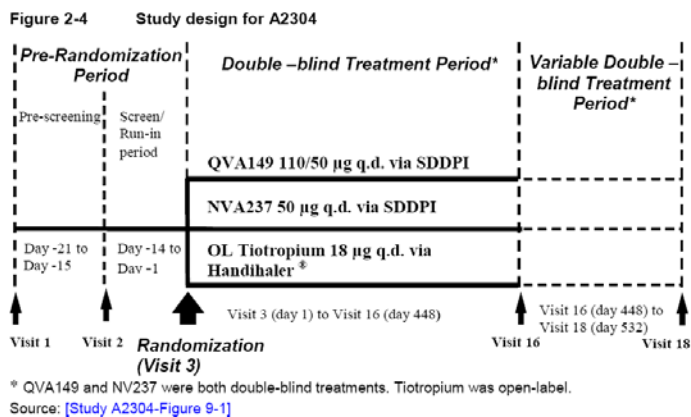 Figure 2-4 Study design for A2304
Pre-Randomization
Period
Double –blind Treatment Period*
Variable Double –
blind Treatment
Period*
Pre-screening
Screen/
Run-in
period
QVA149 110/50 µg q.d. via SDDPI
NVA237 50 µg q.d. via SDDPI
OL Tiotropium 18 µg q.d. via
Handihaler ®
Day -21 to
Day -15
Day -14 to
Day -1
Visit 3 (day 1) to Visit 16 (day 448)
Visit 16 (day 448) to
Visit 18 (day 532)
Visit 1
Visit 2
Randomization
(Visit 3)
Visit 16
Visit 18
* QVA149 and NV237 were both double-blind treatments. Tiotropium was open-label.
Source: [Study A2304-Figure 9-1]